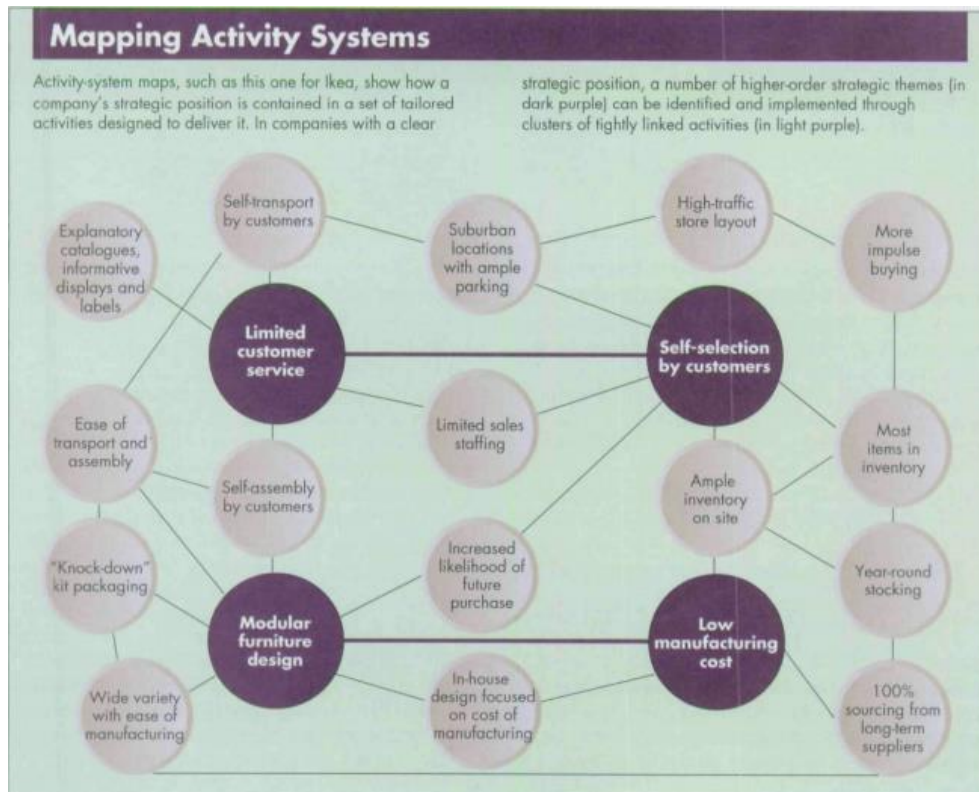 Mapping Activity Systems
Activity-system maps, such as this one for Ikea, show how a
company's strategic position is contained in a set of tailored
activities designed to deliver it. In companies with a clear
strategic position, a number of higher-order strategic themes (in
dark purple) can be identified and implemented through
clusters of tightly linked activities (in light purple).
Self-transport
by customers
High-traffic
store layout
Explanatory
catalogues,
informative
displays and
labels
Suburban
locations
with ample
parking
More
impulse
buying
Limited
customer
service
Self-selection
by customers
Ease of
transport and
assembly
Limited sales
staffing
Most
items in
inventory
Self-assembly
by customers
Ample
inventory
on site
"Knock-down"
kit packaging
Increased
likelihood of
future
purchase
Year-round
stocking
Modular
furniture
design
Low
manufacturing
cost
Wide variety
with ease of
manufacturing
In-house
design focused
on cost of
manufacturing
100%
sourcing from
long-term
suppliers